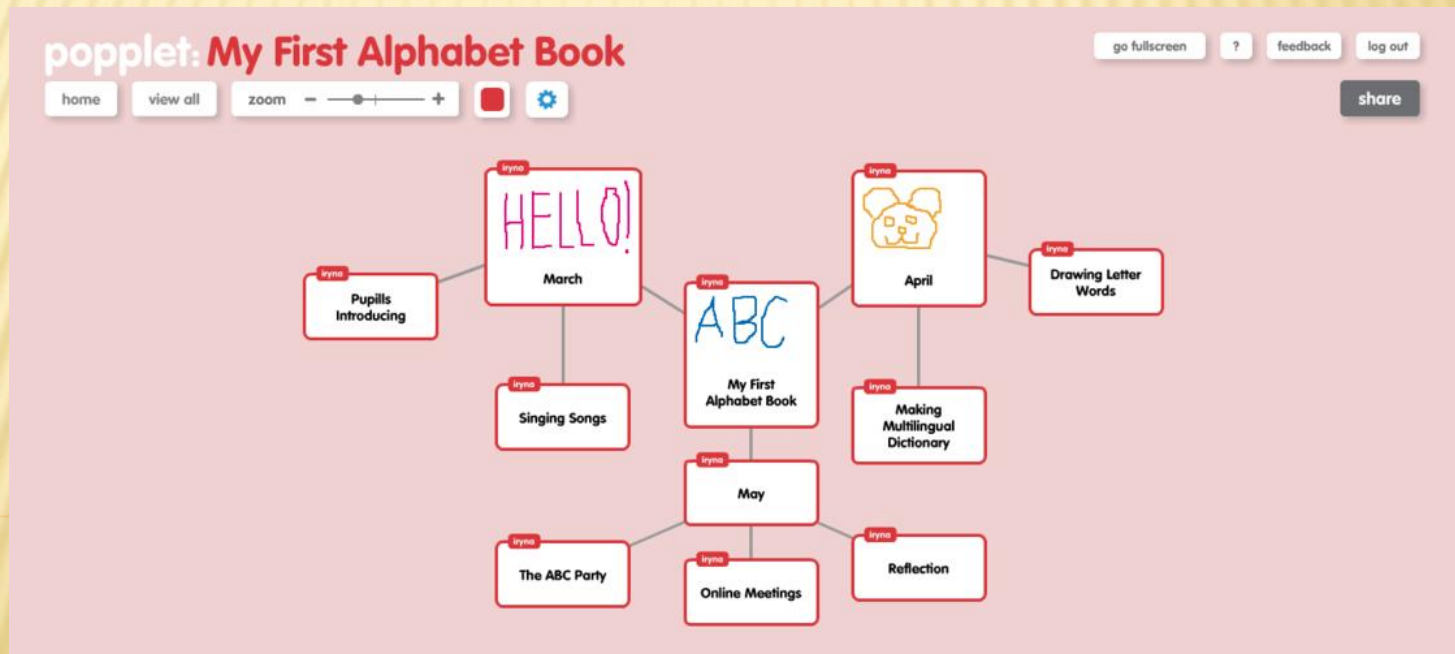 popplet: My First Alphabet Book
go fullscreen
?
feedback
log out
home
view all
zoom - +
share
iryna
HELLO!
March
iryna
April
iryna
Drawing Letter
Words
iryna
Pupills
Introducing
iryna
ABC
My First
Alphabet Book
iryna
Singing Songs
iryna
Making
Multilingual
Dictionary
iryna
May
iryna
The ABC Party
iryna
Online Meetings
iryna
Reflection